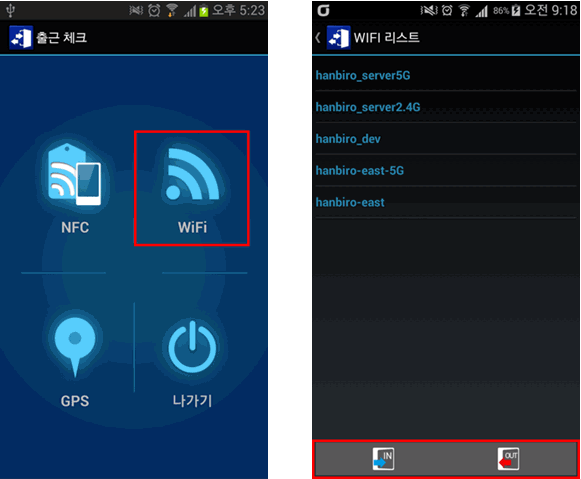 오후 5:23
출근 체크
NFC
WiFi
GPS
나가기
86% 오전 9:18
WIFI 리스트
hanbiro_server5G
hanbiro_server2.4G
hanbiro_dev
hanbiro-east-5G
hanbiro-east
IN
OUT